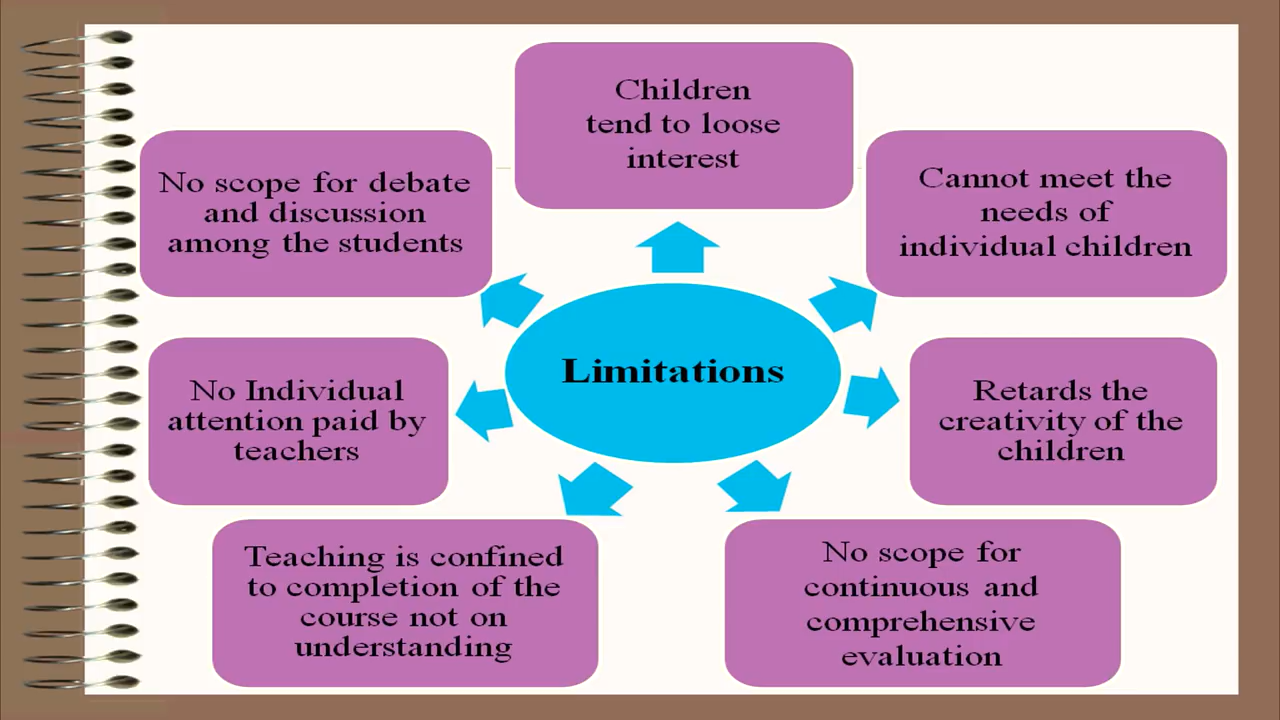 Children
tend to loose
interest
No scope for debate
and discussion
among the students
Cannot meet the
needs of
individual children
Limitations
No Individual
attention paid by
teachers
Retards the
creativity of the
children
Teaching is confined
to completion of the
course not on
understanding
No scope for
continuous and
comprehensive
evaluation